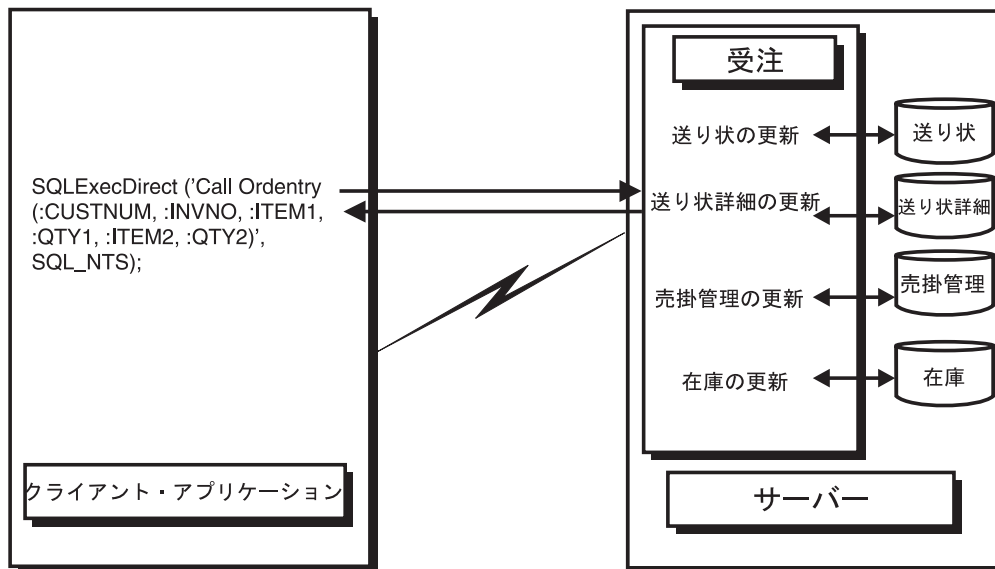 受注
送り状の更新
送り状
SQLExecDirect (’Call Ordentry
(:CUSTNUM, :INVNO, :ITEM1,
:QTY1, :ITEM2, :QTY2)’,
SQL_NTS);
送り状詳細の更新
送り状詳細
売掛管理の更新
売掛管理
在庫の更新
在庫
クライアント・アプリケーション
サーバー